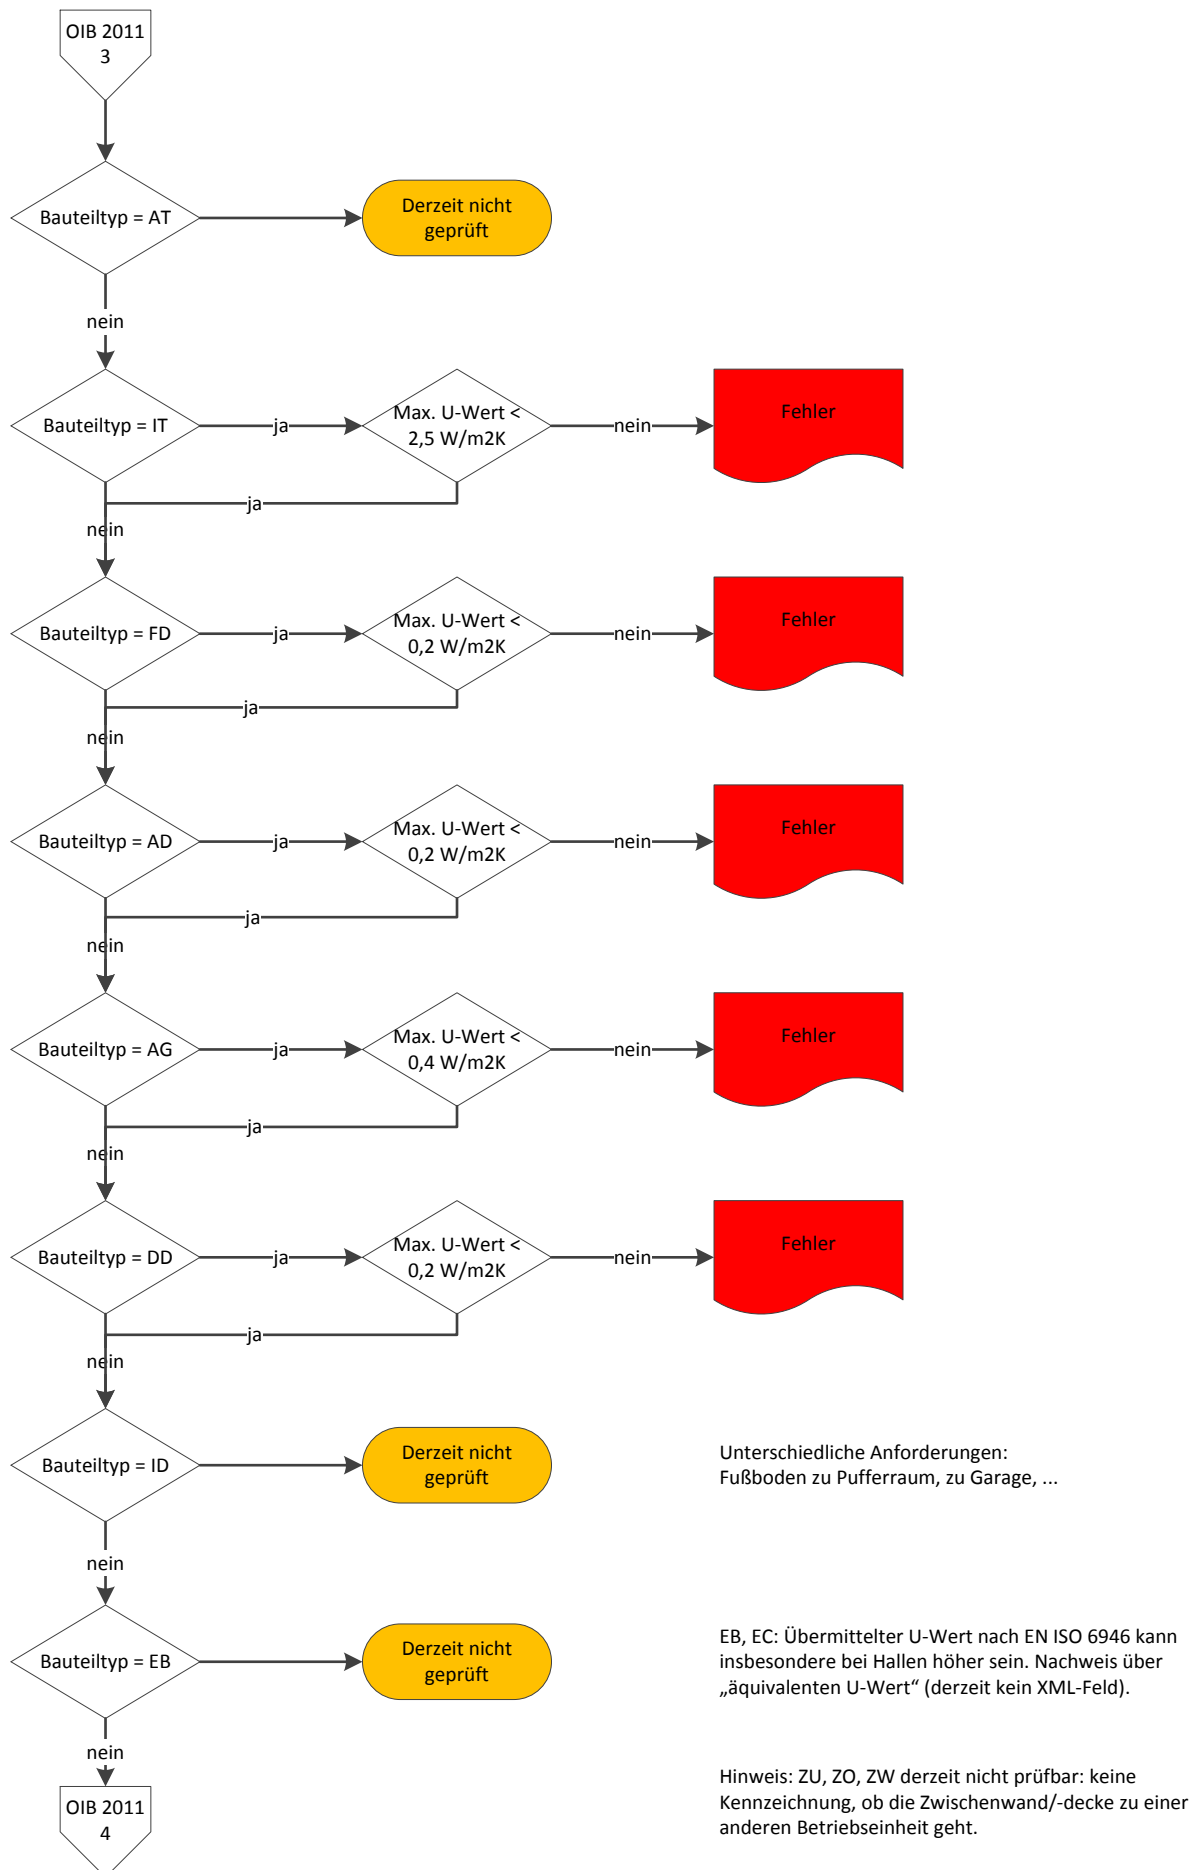 OIB 2011
3
Bauteiltyp = AT
Derzeit nicht
geprüft
nein
Bauteiltyp = IT
ja
Max. U-Wert <
2,5 W/m2K
nein
Fehler
ja
nein
Bauteiltyp = FD
ja
Max. U-Wert <
0,2 W/m2K
nein
Fehler
ja
nein
Bauteiltyp = AD
ja
Max. U-Wert <
0,2 W/m2K
nein
Fehler
ja
nein
Bauteiltyp = AG
ja
Max. U-Wert <
0,4 W/m2K
nein
Fehler
ja
nein
Bauteiltyp = DD
ja
Max. U-Wert <
0,2 W/m2K
nein
Fehler
ja
nein
Bauteiltyp = ID
Derzeit nicht
geprüft
Unterschiedliche Anforderungen:
Fußboden zu Pufferraum, zu Garage, ...
nein
Bauteiltyp = EB
Derzeit nicht
geprüft
EB, EC: Übermittelter U-Wert nach EN ISO 6946 kann
insbesondere bei Hallen höher sein. Nachweis über
„äquivalenten U-Wert“ (derzeit kein XML-Feld).
nein
OIB 2011
4
Hinweis: ZU, ZO, ZW derzeit nicht prüfbar: keine
Kennzeichnung, ob die Zwischenwand/-decke zu einer
anderen Betriebseinheit geht.